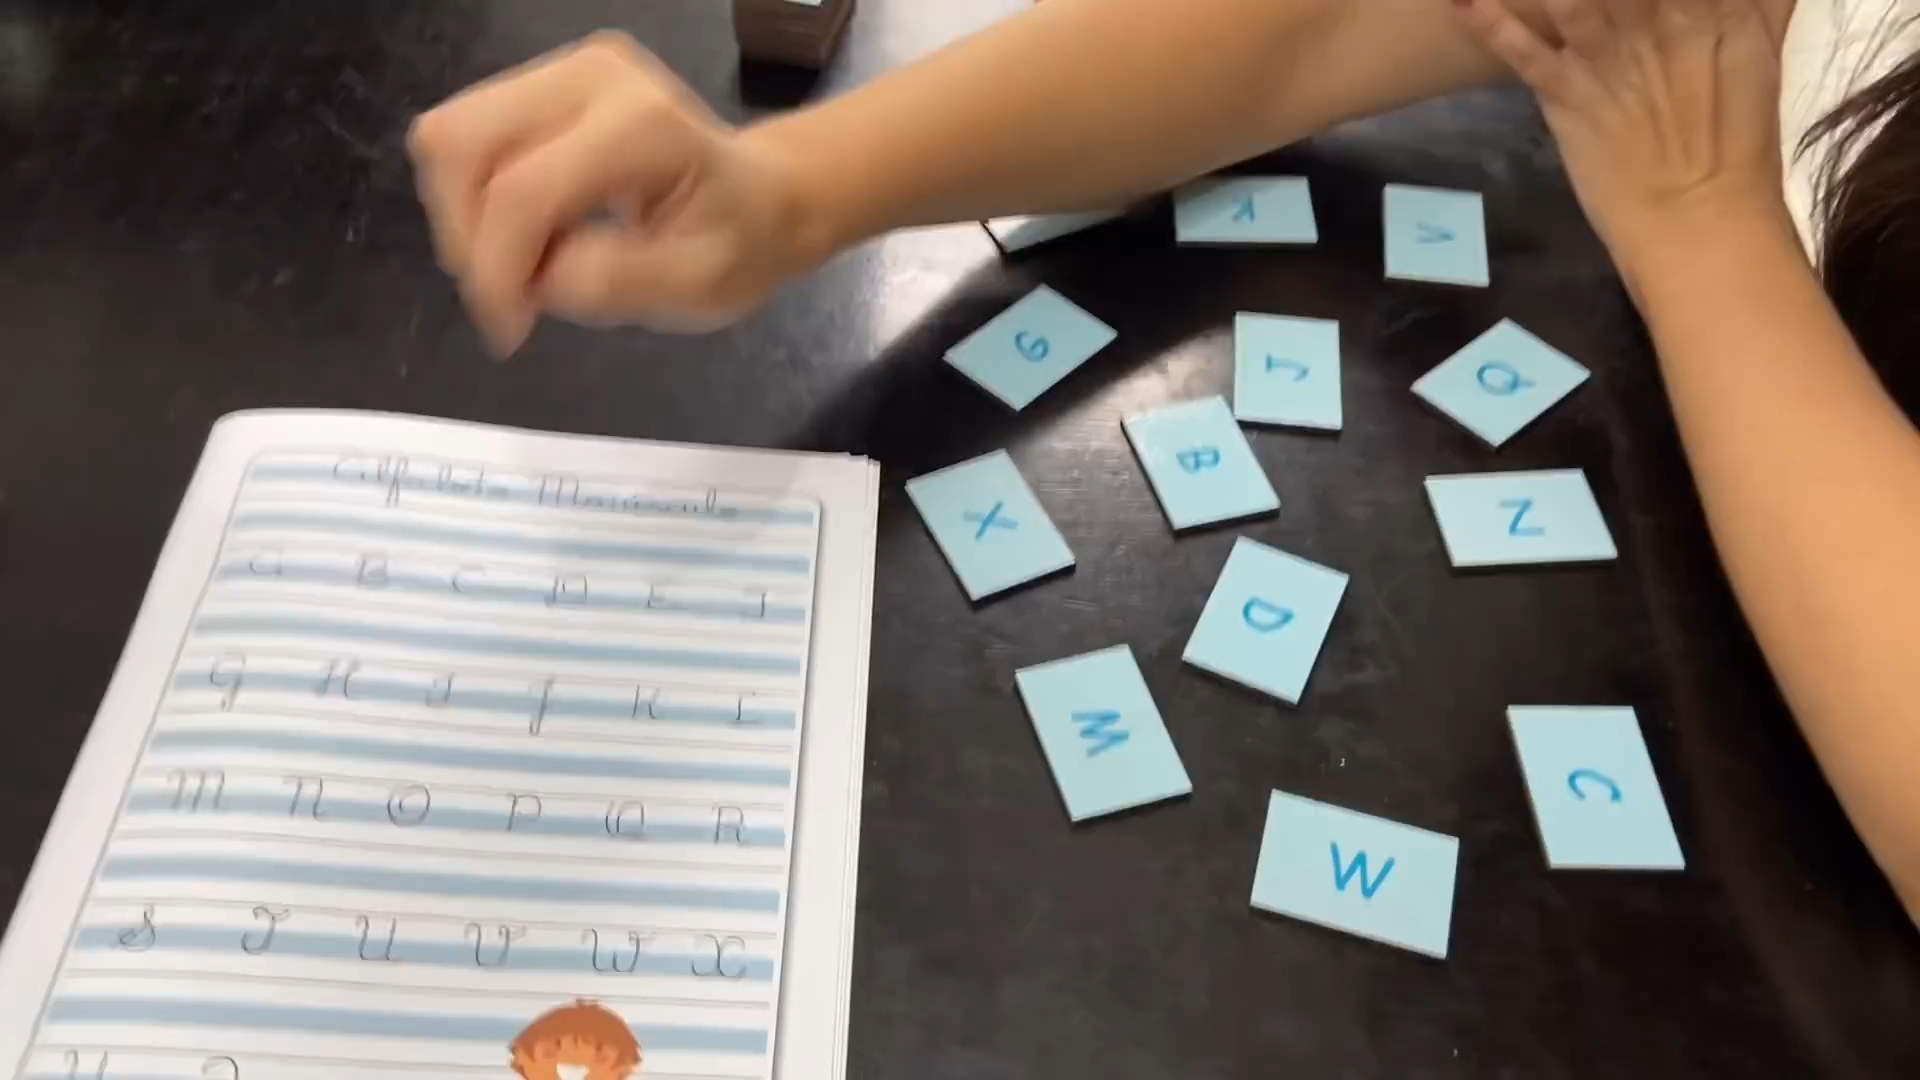 Alfabeto Maiúsculo
A B C D E F
G H I J K L
M N O P Q R
S T U V W X
Y Z
K
V
G
J
Q
B
X
N
D
M
C
W